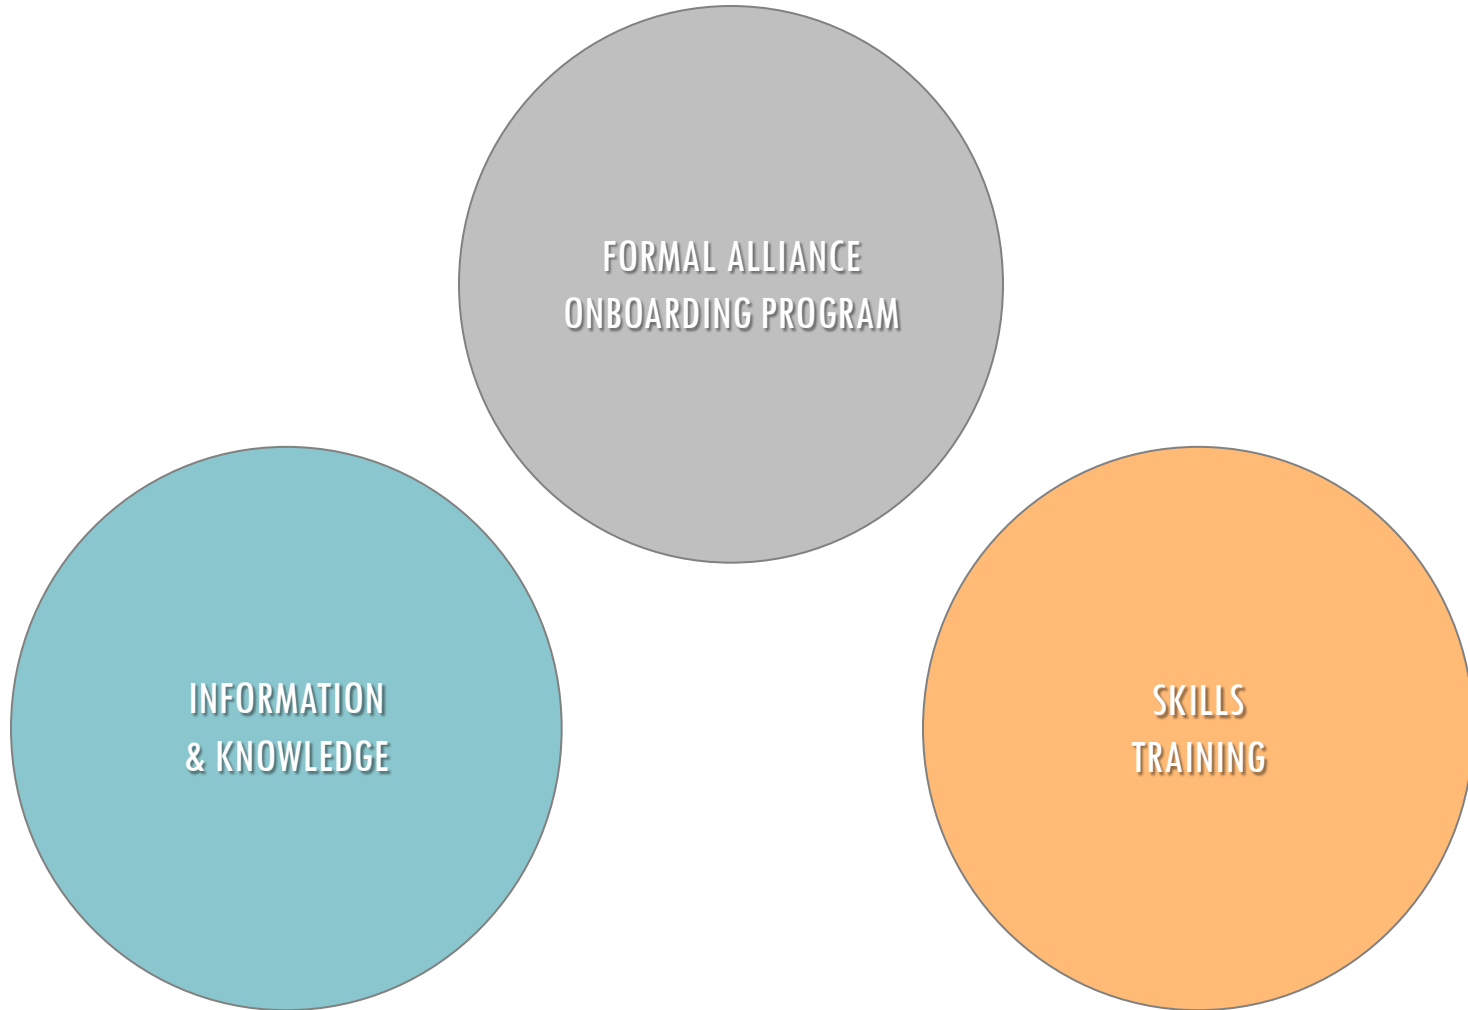 FORMAL ALLIANCE
ONBOARDING PROGRAM
INFORMATION
& KNOWLEDGE
SKILLS
TRAINING